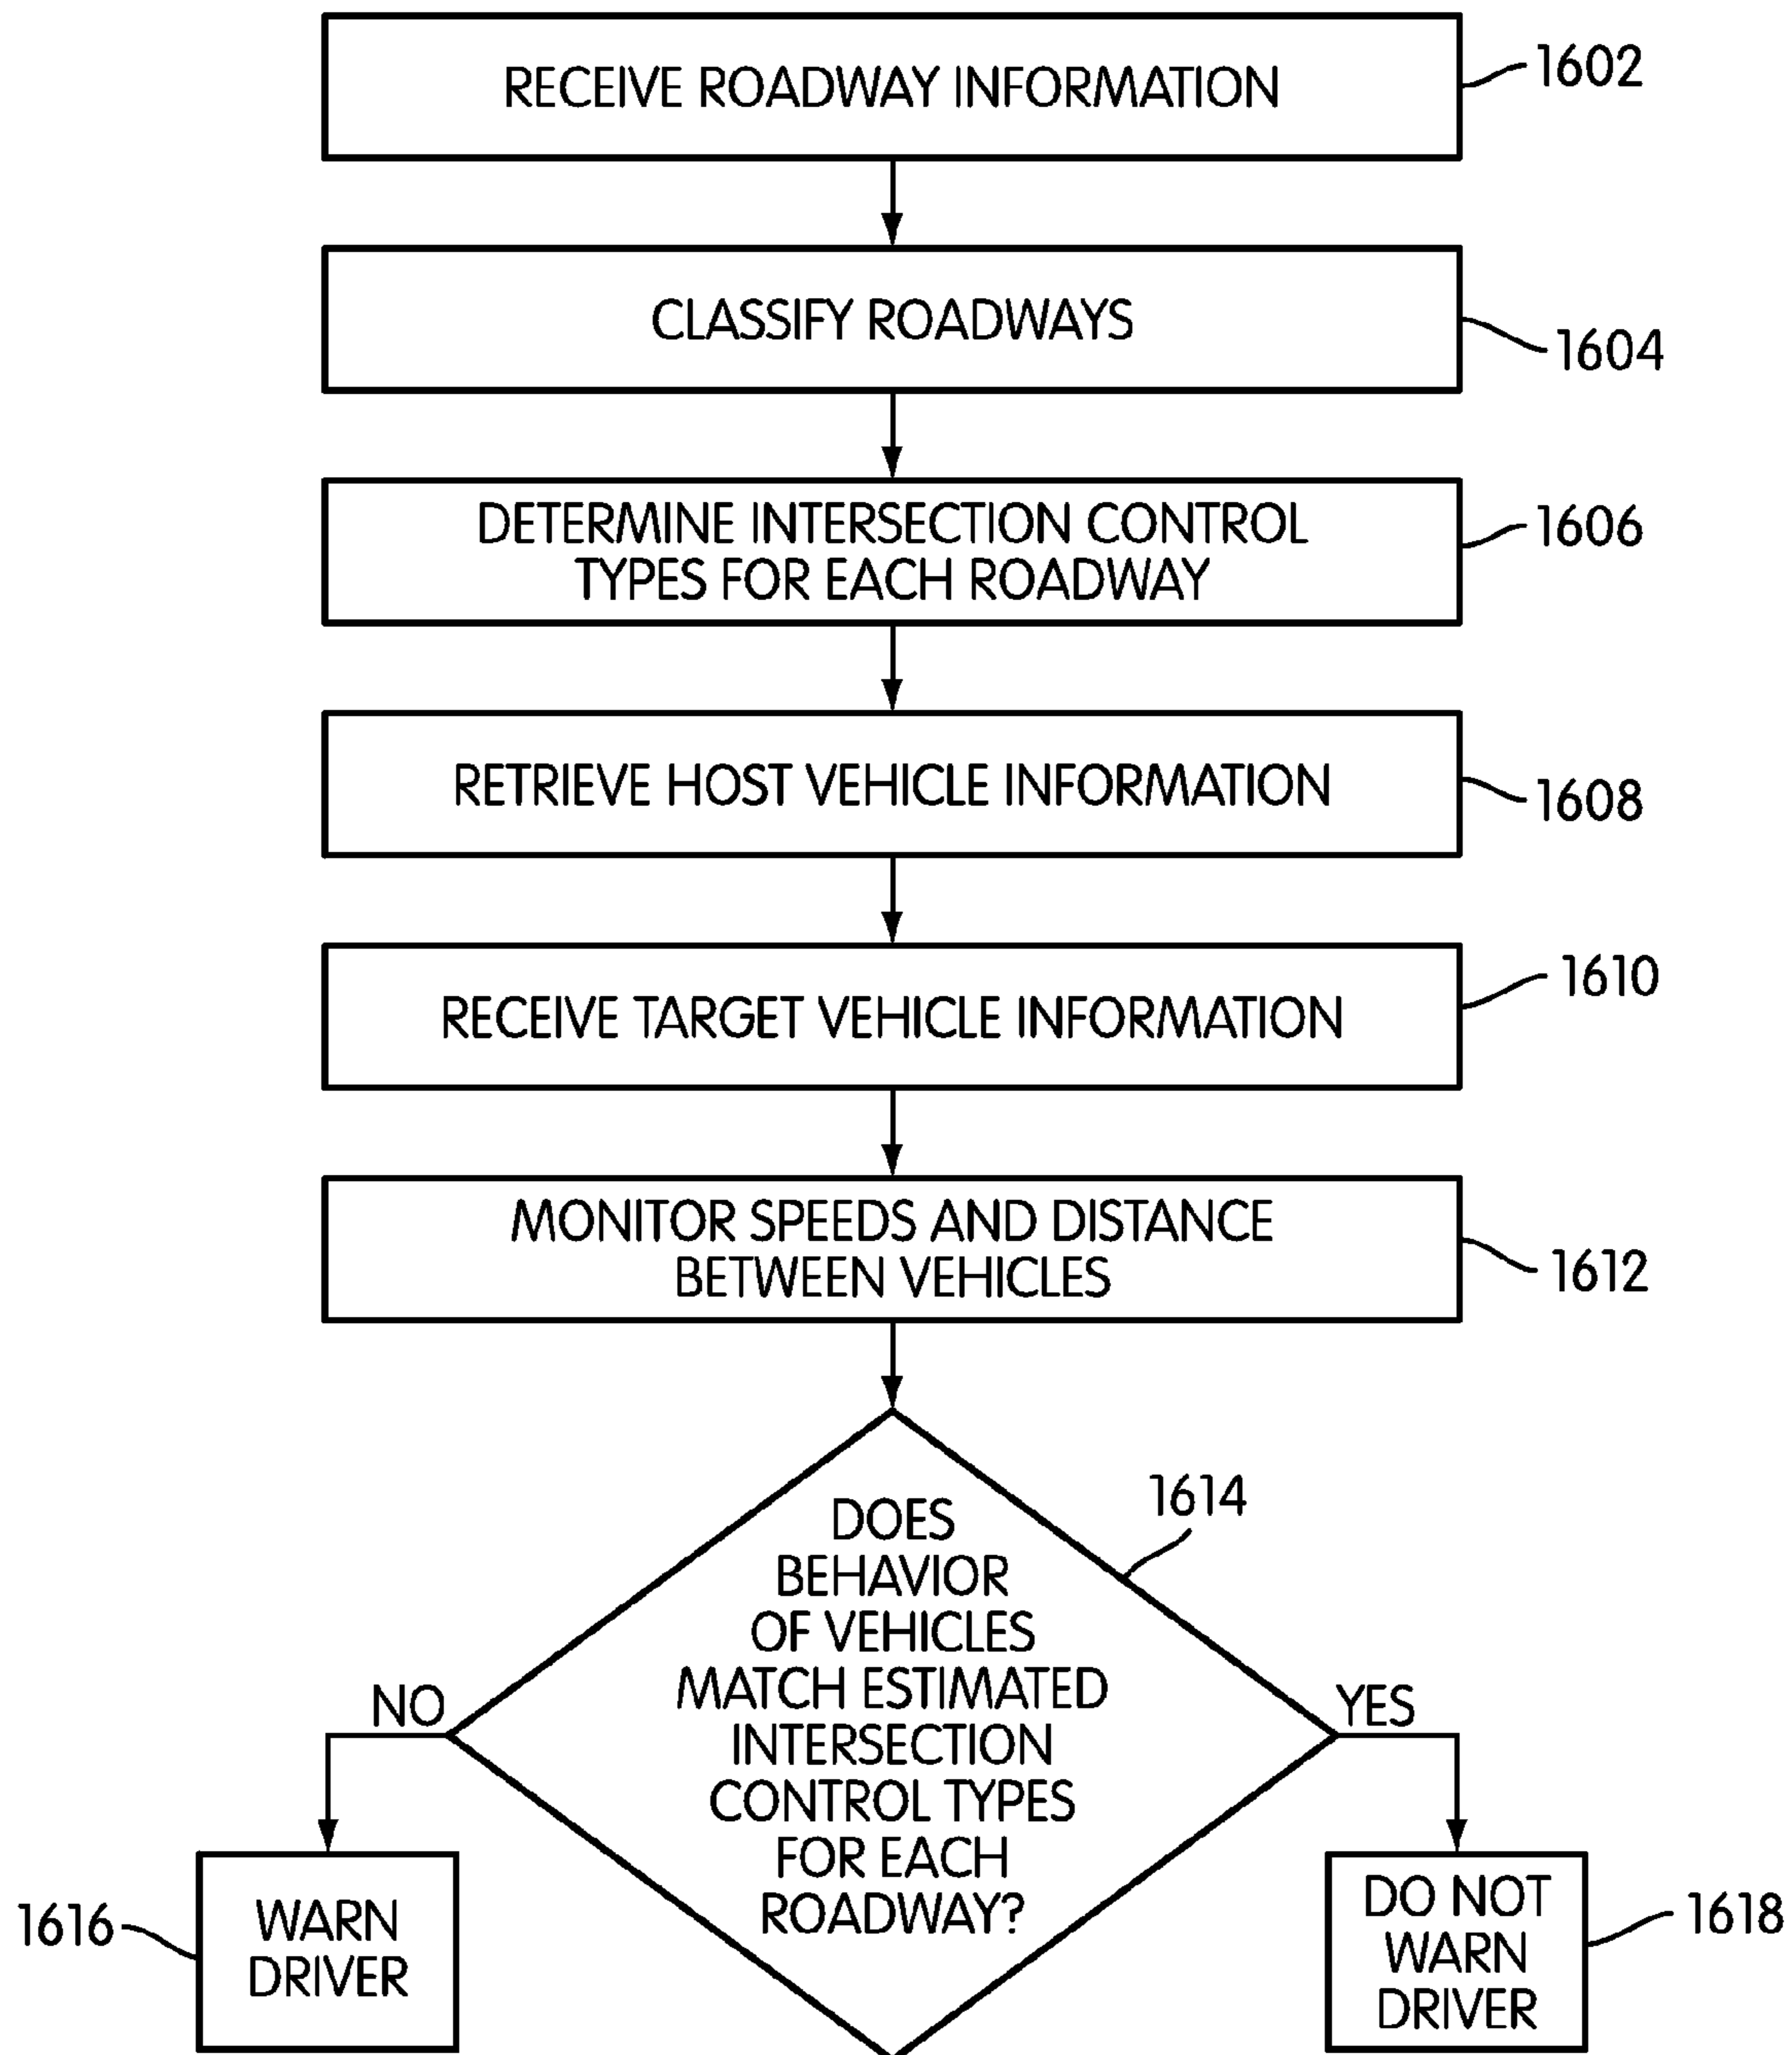 RECEIVE ROADWAY INFORMATION
1602
CLASSIFY ROADWAYS
1604
DETERMINE INTERSECTION CONTROL
TYPES FOR EACH ROADWAY
1606
RETRIEVE HOST VEHICLE INFORMATION
1608
RECEIVE TARGET VEHICLE INFORMATION
1610
MONITOR SPEEDS AND DISTANCE
BETWEEN VEHICLES
1612
1614
DOES
BEHAVIOR
OF VEHICLES
MATCH ESTIMATED
INTERSECTION
CONTROL TYPES
FOR EACH
ROADWAY?
NO
YES
1616
WARN
DRIVER
DO NOT
WARN
DRIVER
1618